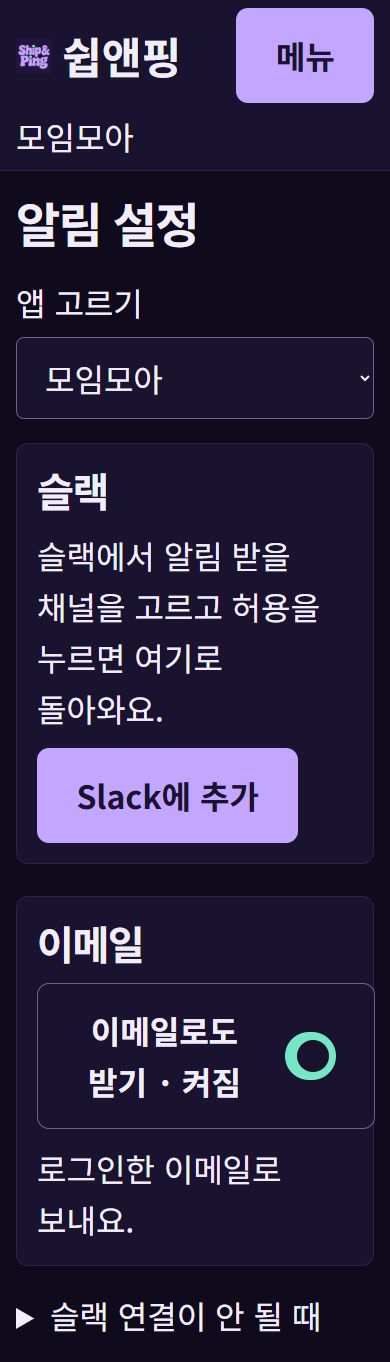 Ship&
Ping
쉽앤핑
메뉴
모임모아
알림 설정
앱 고르기
모임모아
슬랙
슬랙에서 알림 받을
채널을 고르고 허용을
누르면 여기로
돌아와요.
Slack에 추가
이메일
이메일로도
받기 · 켜짐
로그인한 이메일로
보내요.
슬랙 연결이 안 될 때